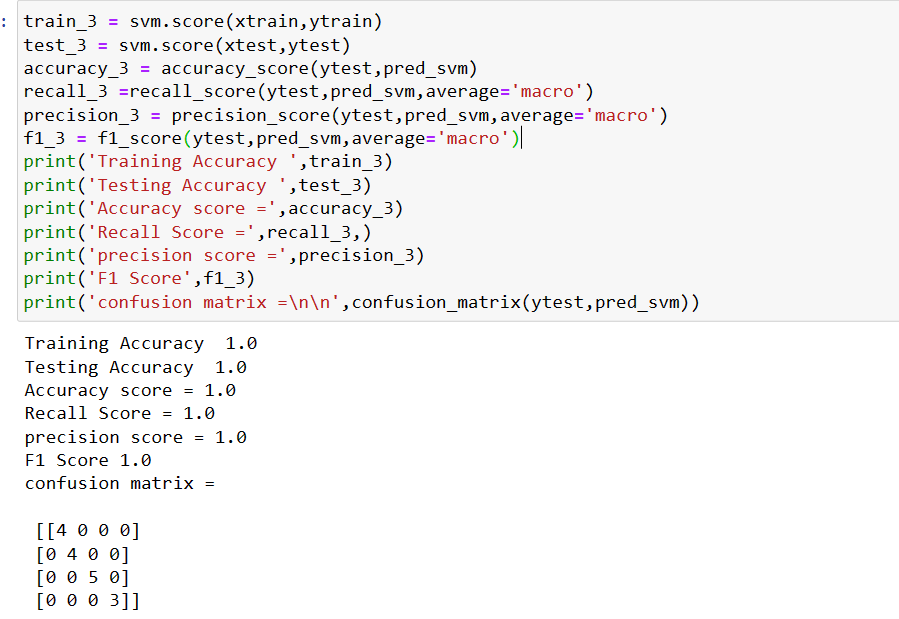 : train_3 = svm.score(xtrain,ytrain)
test_3 = svm.score(xtest,ytest)
accuracy_3 = accuracy_score(ytest,pred_svm)
recall_3 =recall_score(ytest,pred_svm,average='macro')
precision_3 = precision_score(ytest,pred_svm,average='macro')
f1_3 = f1_score(ytest,pred_svm,average='macro')
print('Training Accuracy ',train_3)
print('Testing Accuracy ',test_3)
print('Accuracy score =',accuracy_3)
print('Recall Score =',recall_3,)
print('precision score =',precision_3)
print('F1 Score',f1_3)
print('confusion matrix =\n\n',confusion_matrix(ytest,pred_svm))
Training Accuracy  1.0
Testing Accuracy  1.0
Accuracy score = 1.0
Recall Score = 1.0
precision score = 1.0
F1 Score 1.0
confusion matrix =
[[4 0 0 0]
[0 4 0 0]
[0 0 5 0]
[0 0 0 3]]